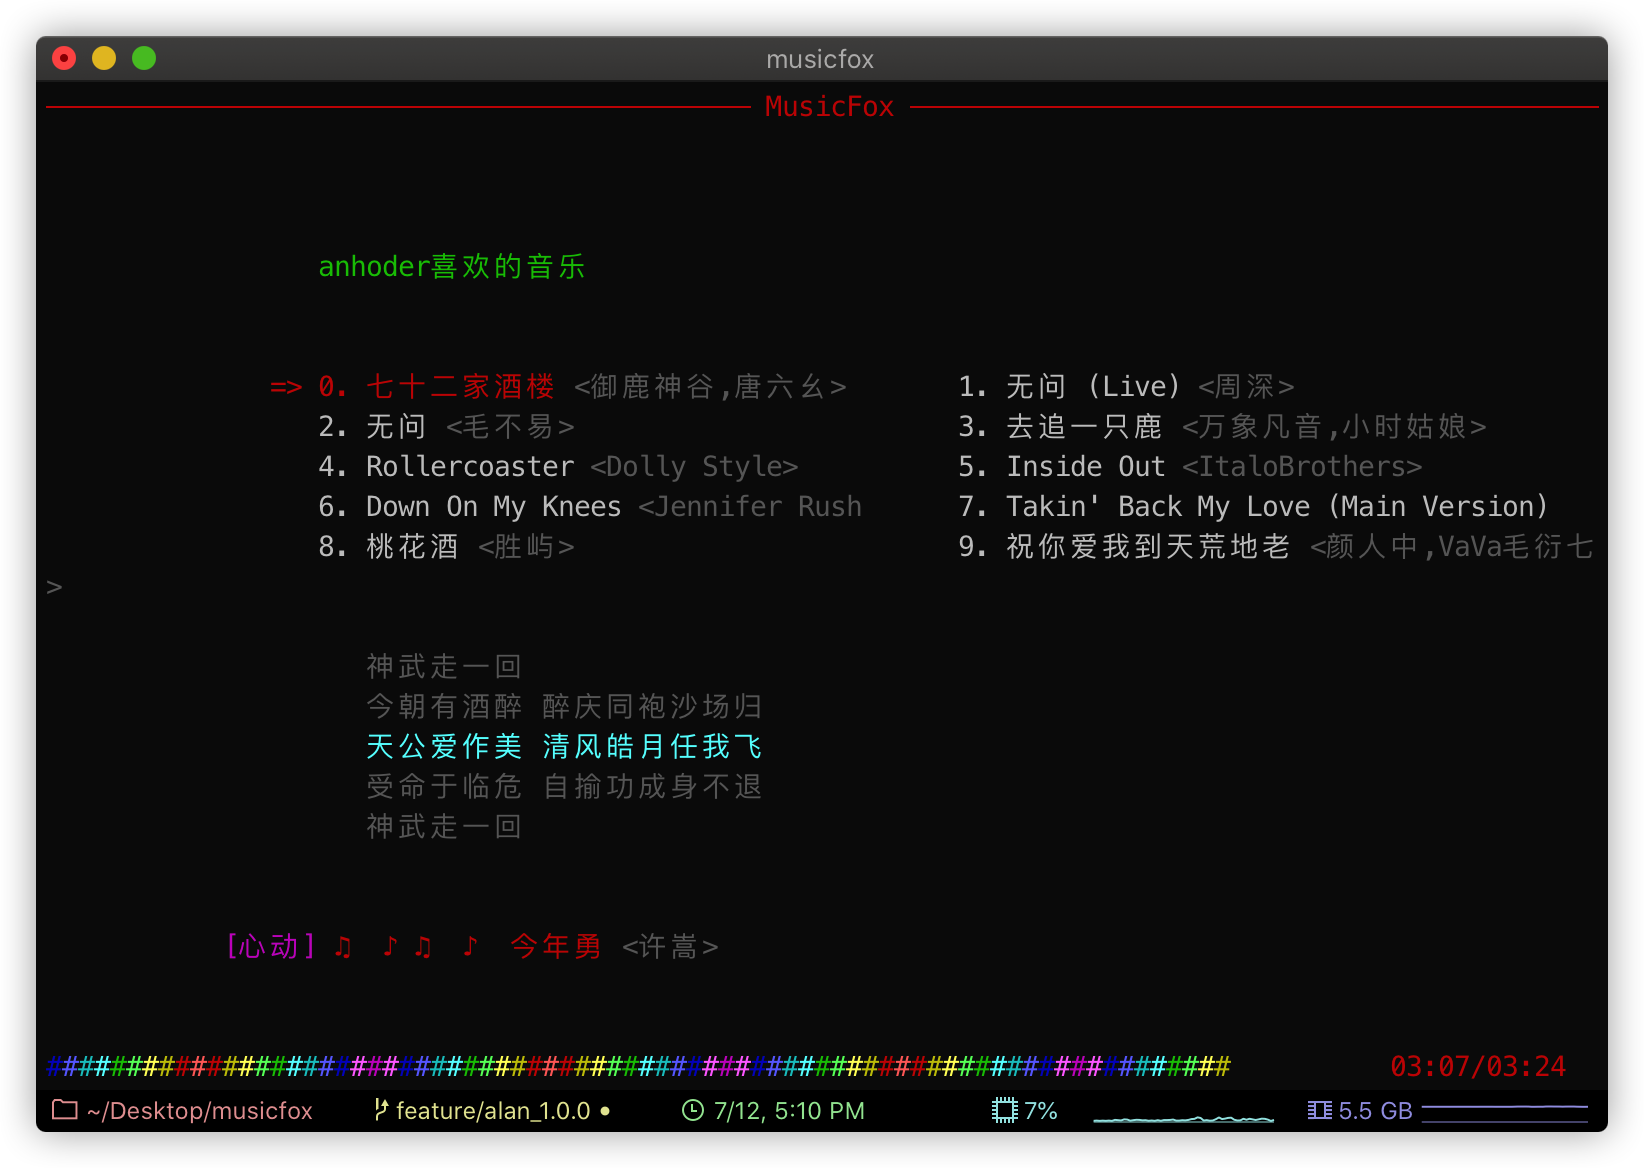 musicfox
MusicFox
anhoder喜欢的音乐
=> 0. 七十二家酒楼 <御鹿神谷,唐六幺> 1. 无问 (Live) <周深>
2. 无问 <毛不易> 3. 去追一只鹿 <万象凡音,小时姑娘>
4. Rollercoaster <Dolly Style> 5. Inside Out <ItaloBrothers>
6. Down On My Knees <Jennifer Rush 7. Takin' Back My Love (Main Version)
8. 桃花酒 <胜屿> 9. 祝你爱我到天荒地老 <颜人中,VaVa毛衍七
>
神武走一回
今朝有酒醉 醉庆同袍沙场归
天公爱作美 清风皓月任我飞
受命于临危 自揄功成身不退
神武走一回
[心动] ♫ ♪ ♫ ♪ 今年勇 <许嵩>
########################################################################## 03:07/03:24
~/Desktop/musicfox feature/alan_1.0.0 • 7/12, 5:10 PM 7% 5.5 GB